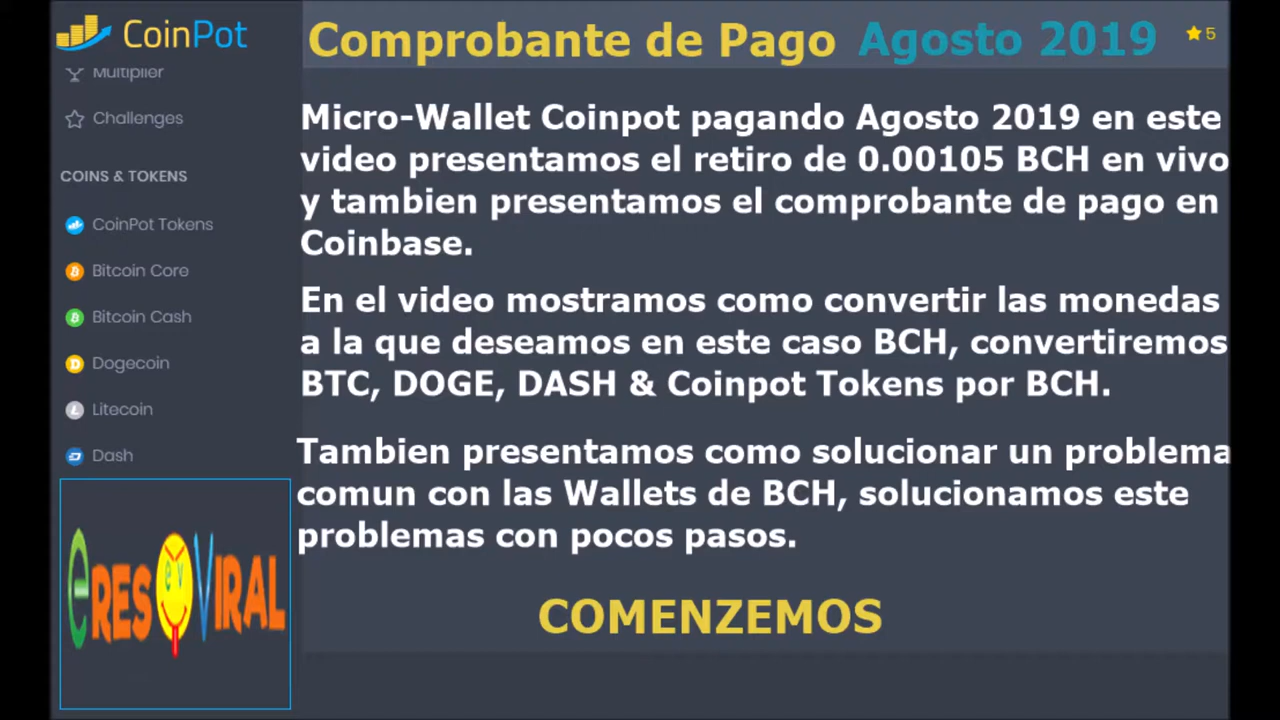 CoinPot
Comprobante de Pago Agosto 2019
5
Multiplier
Challenges
COINS & TOKENS
CoinPot Tokens
Bitcoin Core
Bitcoin Cash
Dogecoin
Litecoin
Dash
Micro-Wallet Coinpot pagando Agosto 2019 en este
video presentamos el retiro de 0.00105 BCH en vivo
y tambien presentamos el comprobante de pago en
Coinbase.
En el video mostramos como convertir las monedas
a la que deseamos en este caso BCH, convertiremos
BTC, DOGE, DASH & Coinpot Tokens por BCH.
Tambien presentamos como solucionar un problema
comun con las Wallets de BCH, solucionamos este
problemas con pocos pasos.
COMENZEMOS
eRES VIRAL
e v